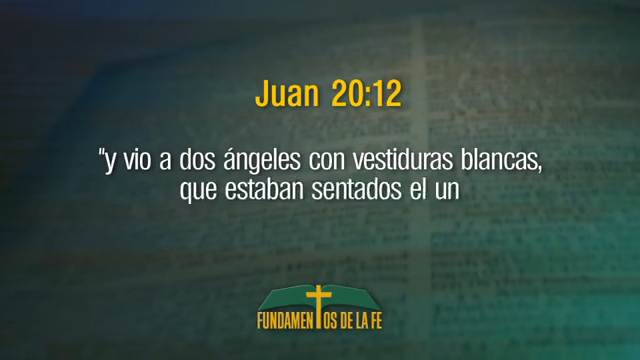 Juan 20:12
"y vio a dos ángeles con vestiduras blancas,
que estaban sentados el un
FUNDAMENTOS DE LA FE